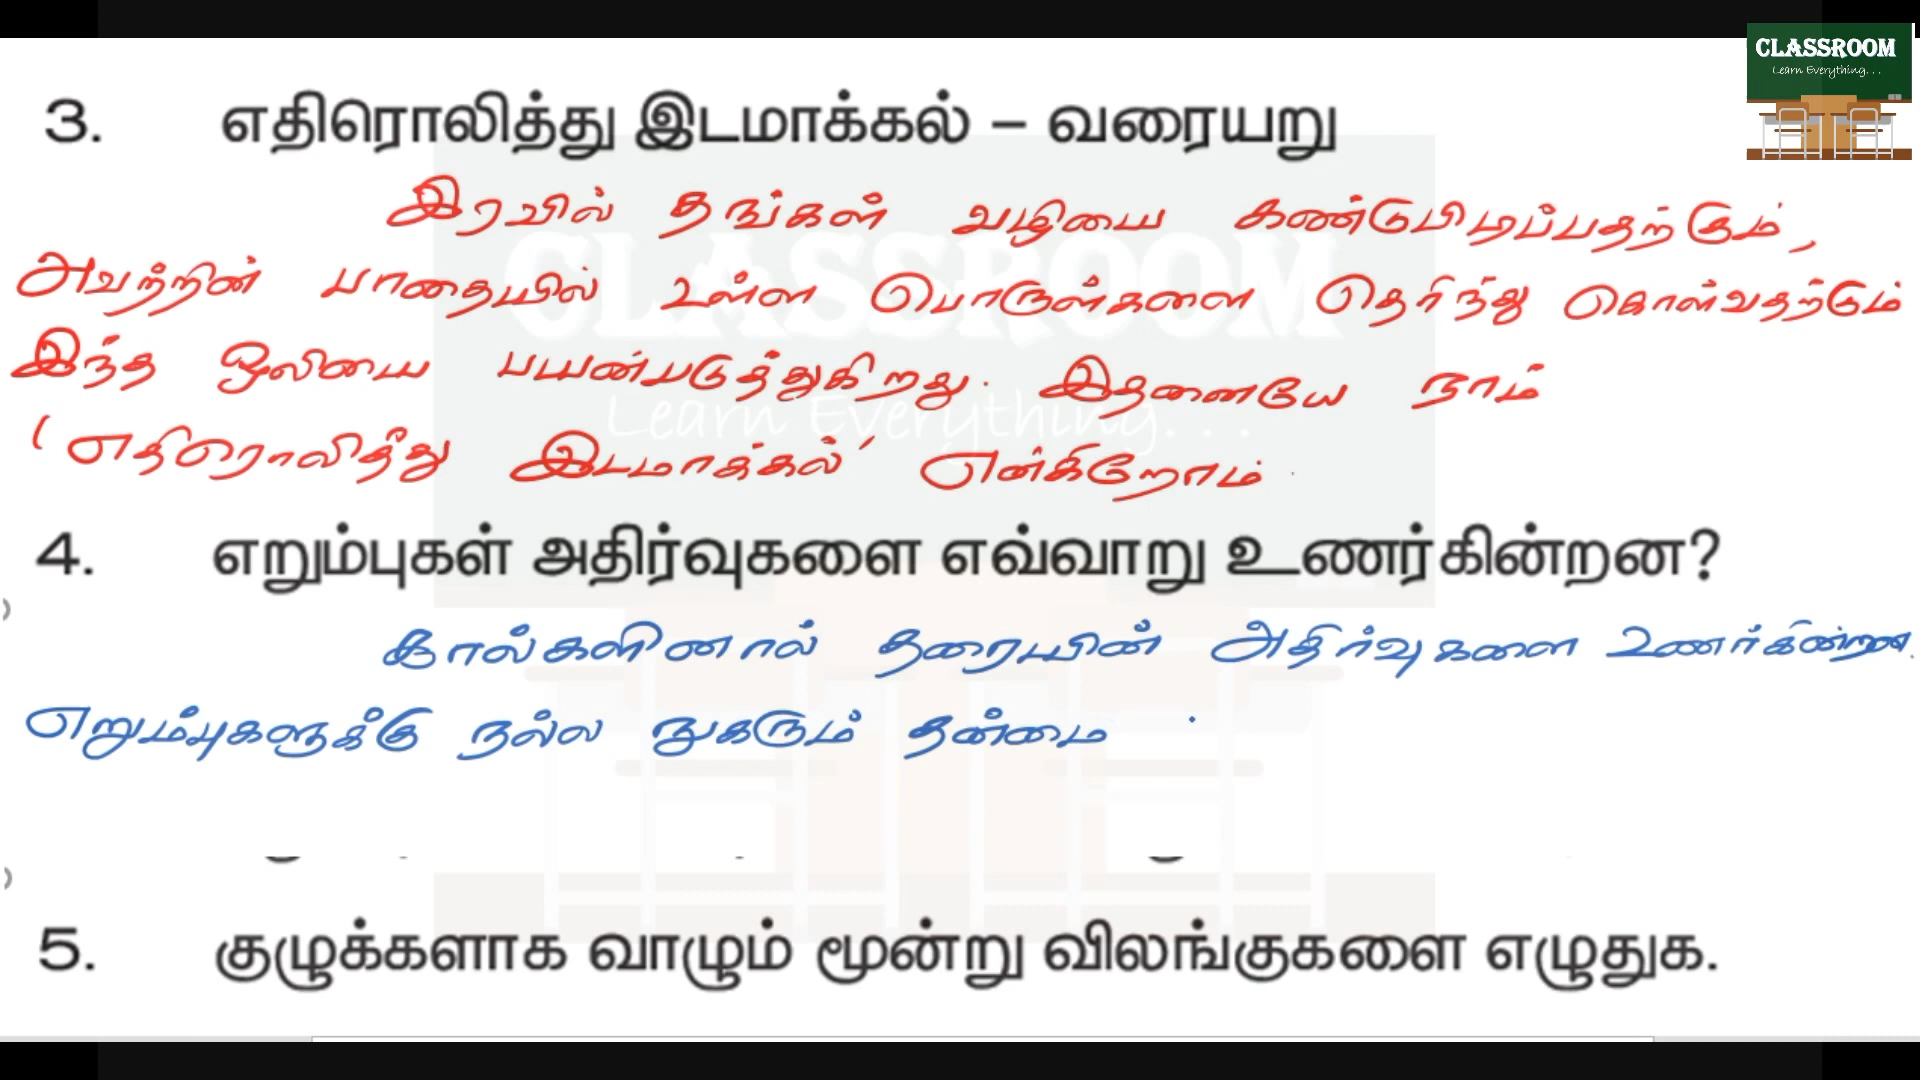 CLASSROOM
Learn Everything...
3. எதிரொலித்து இடமாக்கல் – வரையறு
இரவில் தங்கள் வழியை கண்டுபிடிப்பதற்கும்,
அவற்றின் பாதையில் உள்ள பொருள்களை தெரிந்து கொள்வதற்கும்
இந்த ஒலியை பயன்படுத்துகிறது. இதனையே நாம்
'எதிரொலித்து இடமாக்கல்' என்கிறோம்.
4. எறும்புகள் அதிர்வுகளை எவ்வாறு உணர்கின்றன?
கால்களினால் தரையின் அதிர்வுகளை உணர்கின்றன.
எறும்புகளுக்கு நல்ல நுகரும் தன்மை .
5. குழுக்களாக வாழும் மூன்று விலங்குகளை எழுதுக.